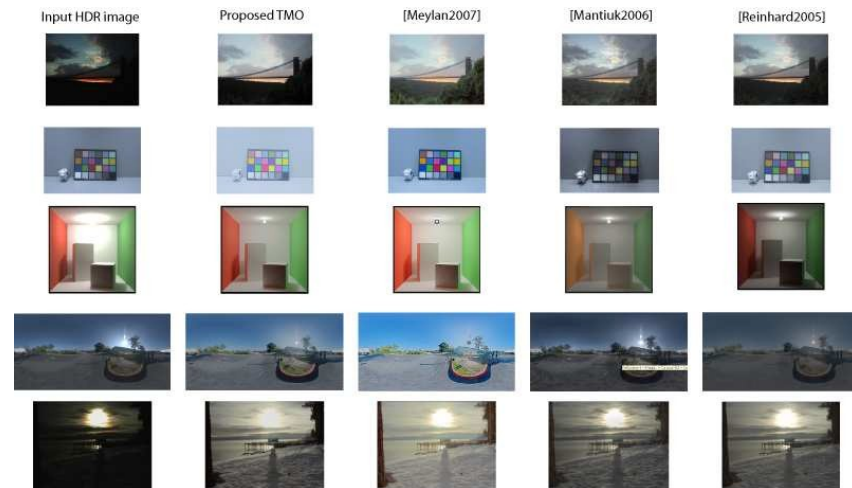 Input HDR image
Proposed TMO
[Meylan2007]
[Mantiuk2006]
[Reinhard2005]